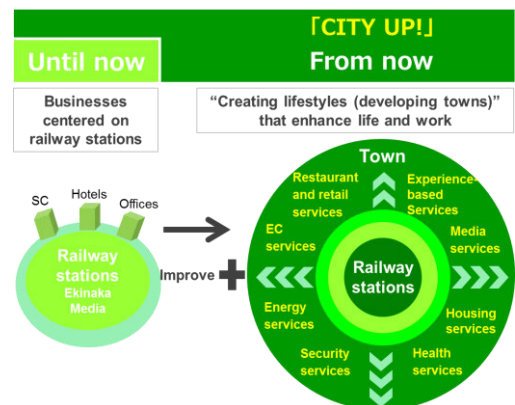 「CITY UP!」
Until now
From now
Businesses
centered on
railway stations
“Creating lifestyles (developing towns)”
that enhance life and work
SC
Hotels
Offices
Railway
stations
Ekinaka
Media
Improve
Town
Restaurant
and retail
services
Experience-
based
Services
EC
services
Media
services
Railway
stations
Energy
services
Housing
services
Security
services
Health
services